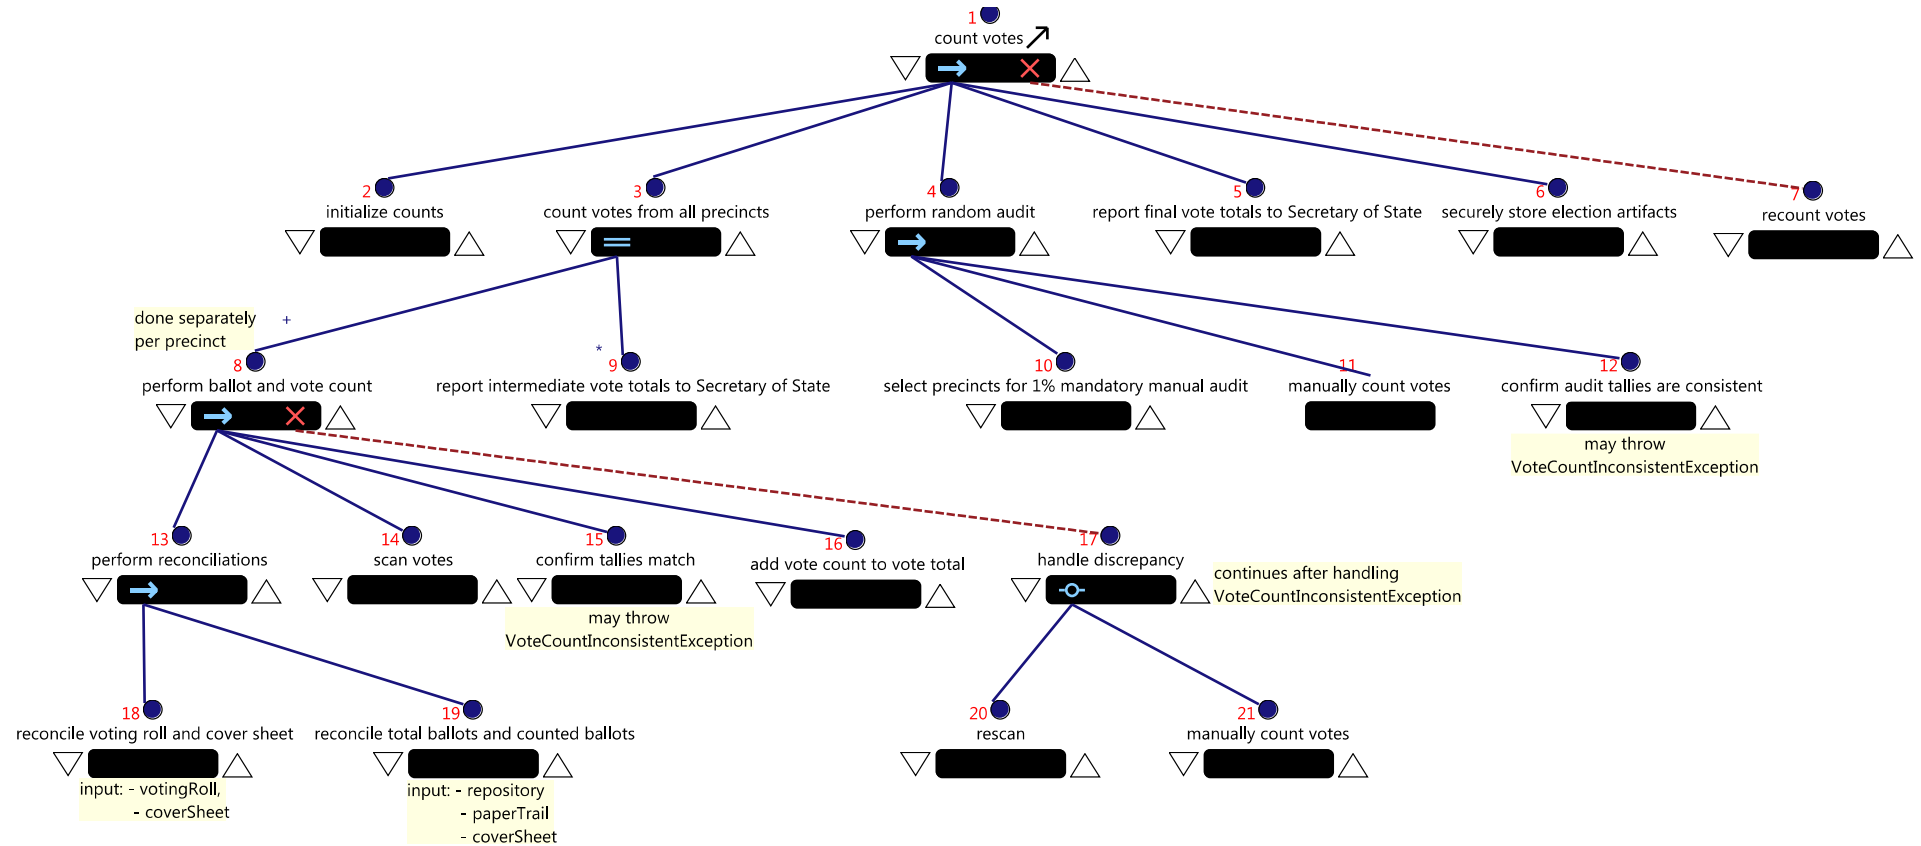 1
count votes
2
3
4
5
6
7
initialize counts
count votes from all precincts
perform random audit
report final vote totals to Secretary of State
securely store election artifacts
recount votes
done separately
per precinct
+
*
8
9
10
11
12
perform ballot and vote count
report intermediate vote totals to Secretary of State
select precincts for 1% mandatory manual audit
manually count votes
confirm audit tallies are consistent
may throw
VoteCountInconsistentException
13
14
15
16
17
perform reconciliations
scan votes
confirm tallies match
add vote count to vote total
handle discrepancy
continues after handling
VoteCountInconsistentException
may throw
VoteCountInconsistentException
18
19
20
21
reconcile voting roll and cover sheet
reconcile total ballots and counted ballots
rescan
manually count votes
input: - votingRoll,
- coverSheet
input: - repository
- paperTrail
- coverSheet